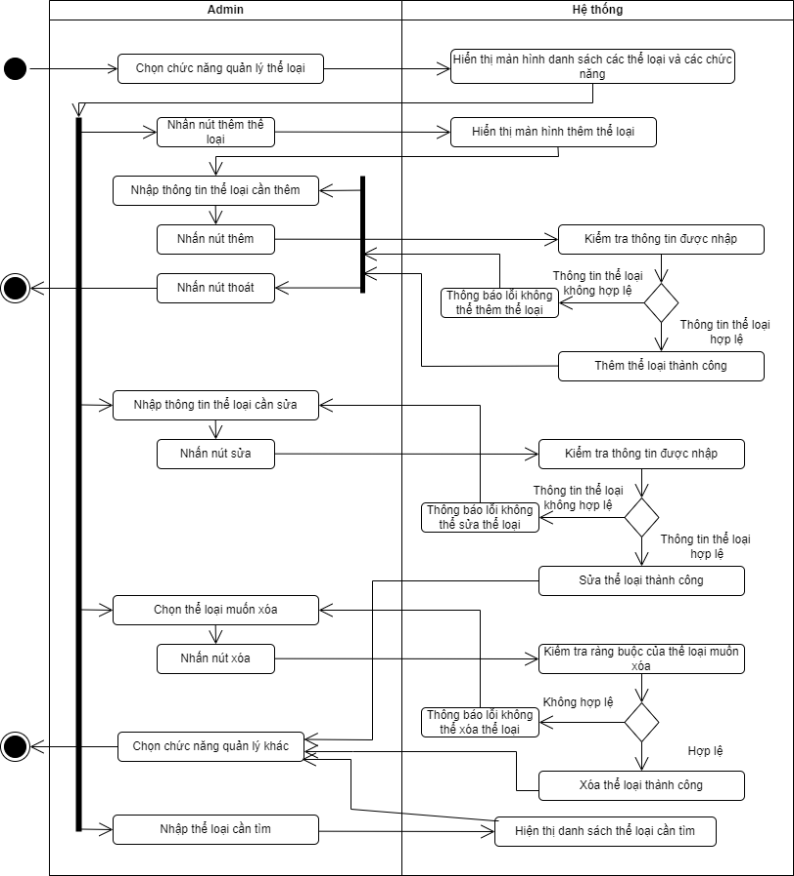 Admin
Hệ thống
Chọn chức năng quản lý thể loại
Hiển thị màn hình danh sách các thể loại và các chức
năng
Nhấn nút thêm thể
loại
Hiển thị màn hình thêm thể loại
Nhập thông tin thể loại cần thêm
Nhấn nút thêm
Kiểm tra thông tin được nhập
Nhấn nút thoát
Thông báo lỗi không
thể thêm thể loại
Thông tin thể loại
không hợp lệ
Thông tin thể loại
hợp lệ
Thêm thể loại thành công
Nhập thông tin thể loại cần sửa
Nhấn nút sửa
Kiểm tra thông tin được nhập
Thông báo lỗi không
thể sửa thể loại
Thông tin thể loại
không hợp lệ
Thông tin thể loại
hợp lệ
Sửa thể loại thành công
Chọn thể loại muốn xóa
Nhấn nút xóa
Kiểm tra ràng buộc của thể loại muốn
xóa
Thông báo lỗi không
thể xóa thể loại
Không hợp lệ
Hợp lệ
Chọn chức năng quản lý khác
Xóa thể loại thành công
Nhập thể loại cần tìm
Hiện thị danh sách thể loại cần tìm